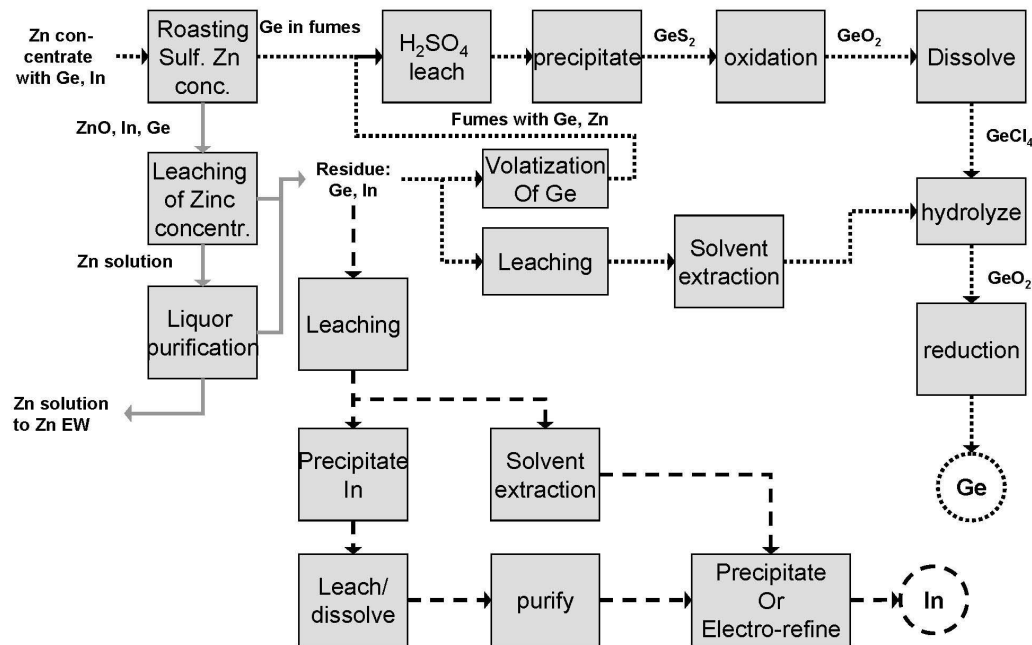 Zn con-
centrate
with Ge, In
Roasting
Sulf. Zn
conc.
Ge in fumes
H₂SO₄
leach
precipitate
GeS₂
oxidation
GeO₂
Dissolve
ZnO, In, Ge
Fumes with Ge, Zn
GeCl₄
Leaching
of Zinc
concentr.
Residue:
Ge, In
Volatization
Of Ge
hydrolyze
Leaching
Solvent
extraction
Zn solution
GeO₂
Liquor
purification
Leaching
reduction
Zn solution
to Zn EW
Precipitate
In
Solvent
extraction
Ge
Leach/
dissolve
purify
Precipitate
Or
Electro-refine
In